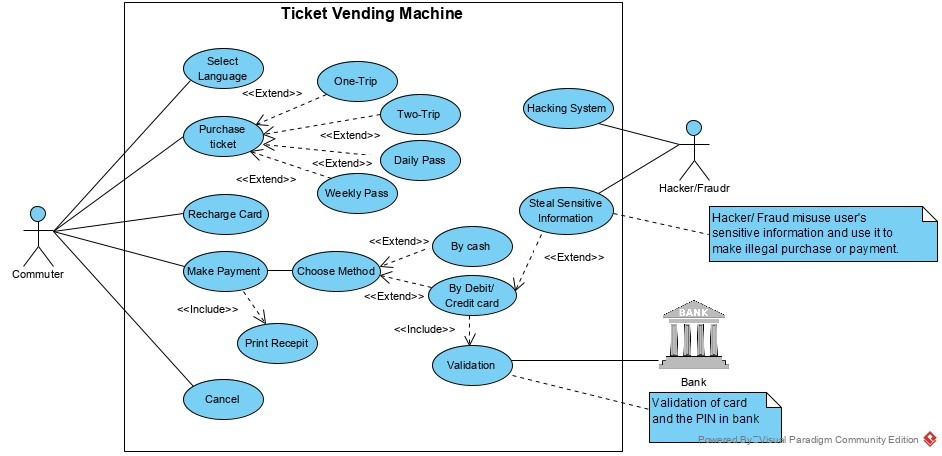 Ticket Vending Machine
Select
Language
<<Extend>>
One-Trip
Two-Trip
Purchase
ticket
<<Extend>>
Daily Pass
<<Extend>>
<<Extend>>
Weekly Pass
Hacking System
Hacker/Fraudr
Steal Sensitive
Information
Hacker/ Fraud misuse user's
sensitive information and use it to
make illegal purchase or payment.
Recharge Card
Commuter
<<Extend>>
By cash
<<Extend>>
Make Payment
Choose Method
<<Extend>>
By Debit/
Credit card
<<Include>>
<<Include>>
Print Recepit
Validation
BANK
Bank
Cancel
Validation of card
and the PIN in bank
Powered By Visual Paradigm Community Edition